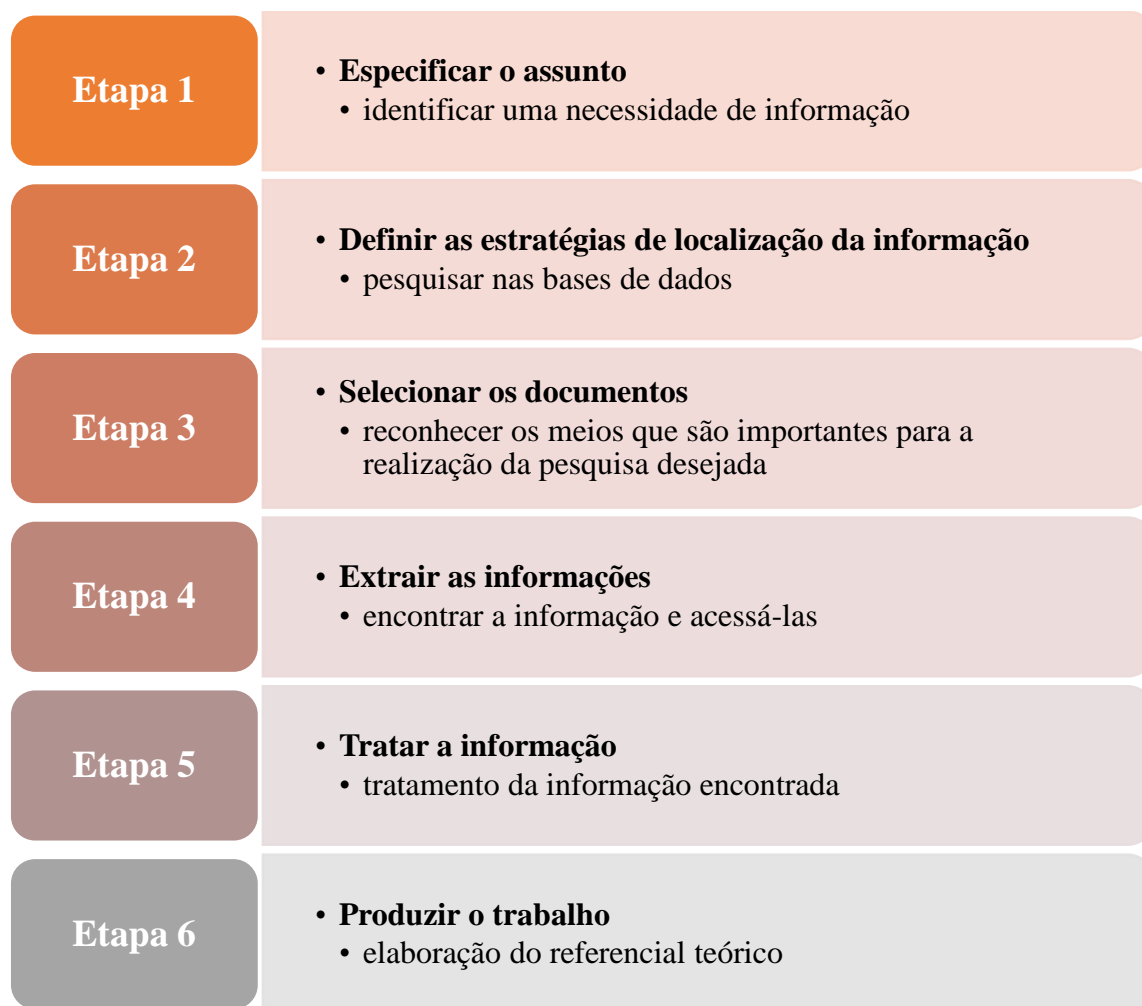 Etapa 1
• Especificar o assunto
• identificar uma necessidade de informação
Etapa 2
• Definir as estratégias de localização da informação
• pesquisar nas bases de dados
Etapa 3
• Selecionar os documentos
• reconhecer os meios que são importantes para a
realização da pesquisa desejada
Etapa 4
• Extrair as informações
• encontrar a informação e acessá-las
Etapa 5
• Tratar a informação
• tratamento da informação encontrada
Etapa 6
• Produzir o trabalho
• elaboração do referencial teórico